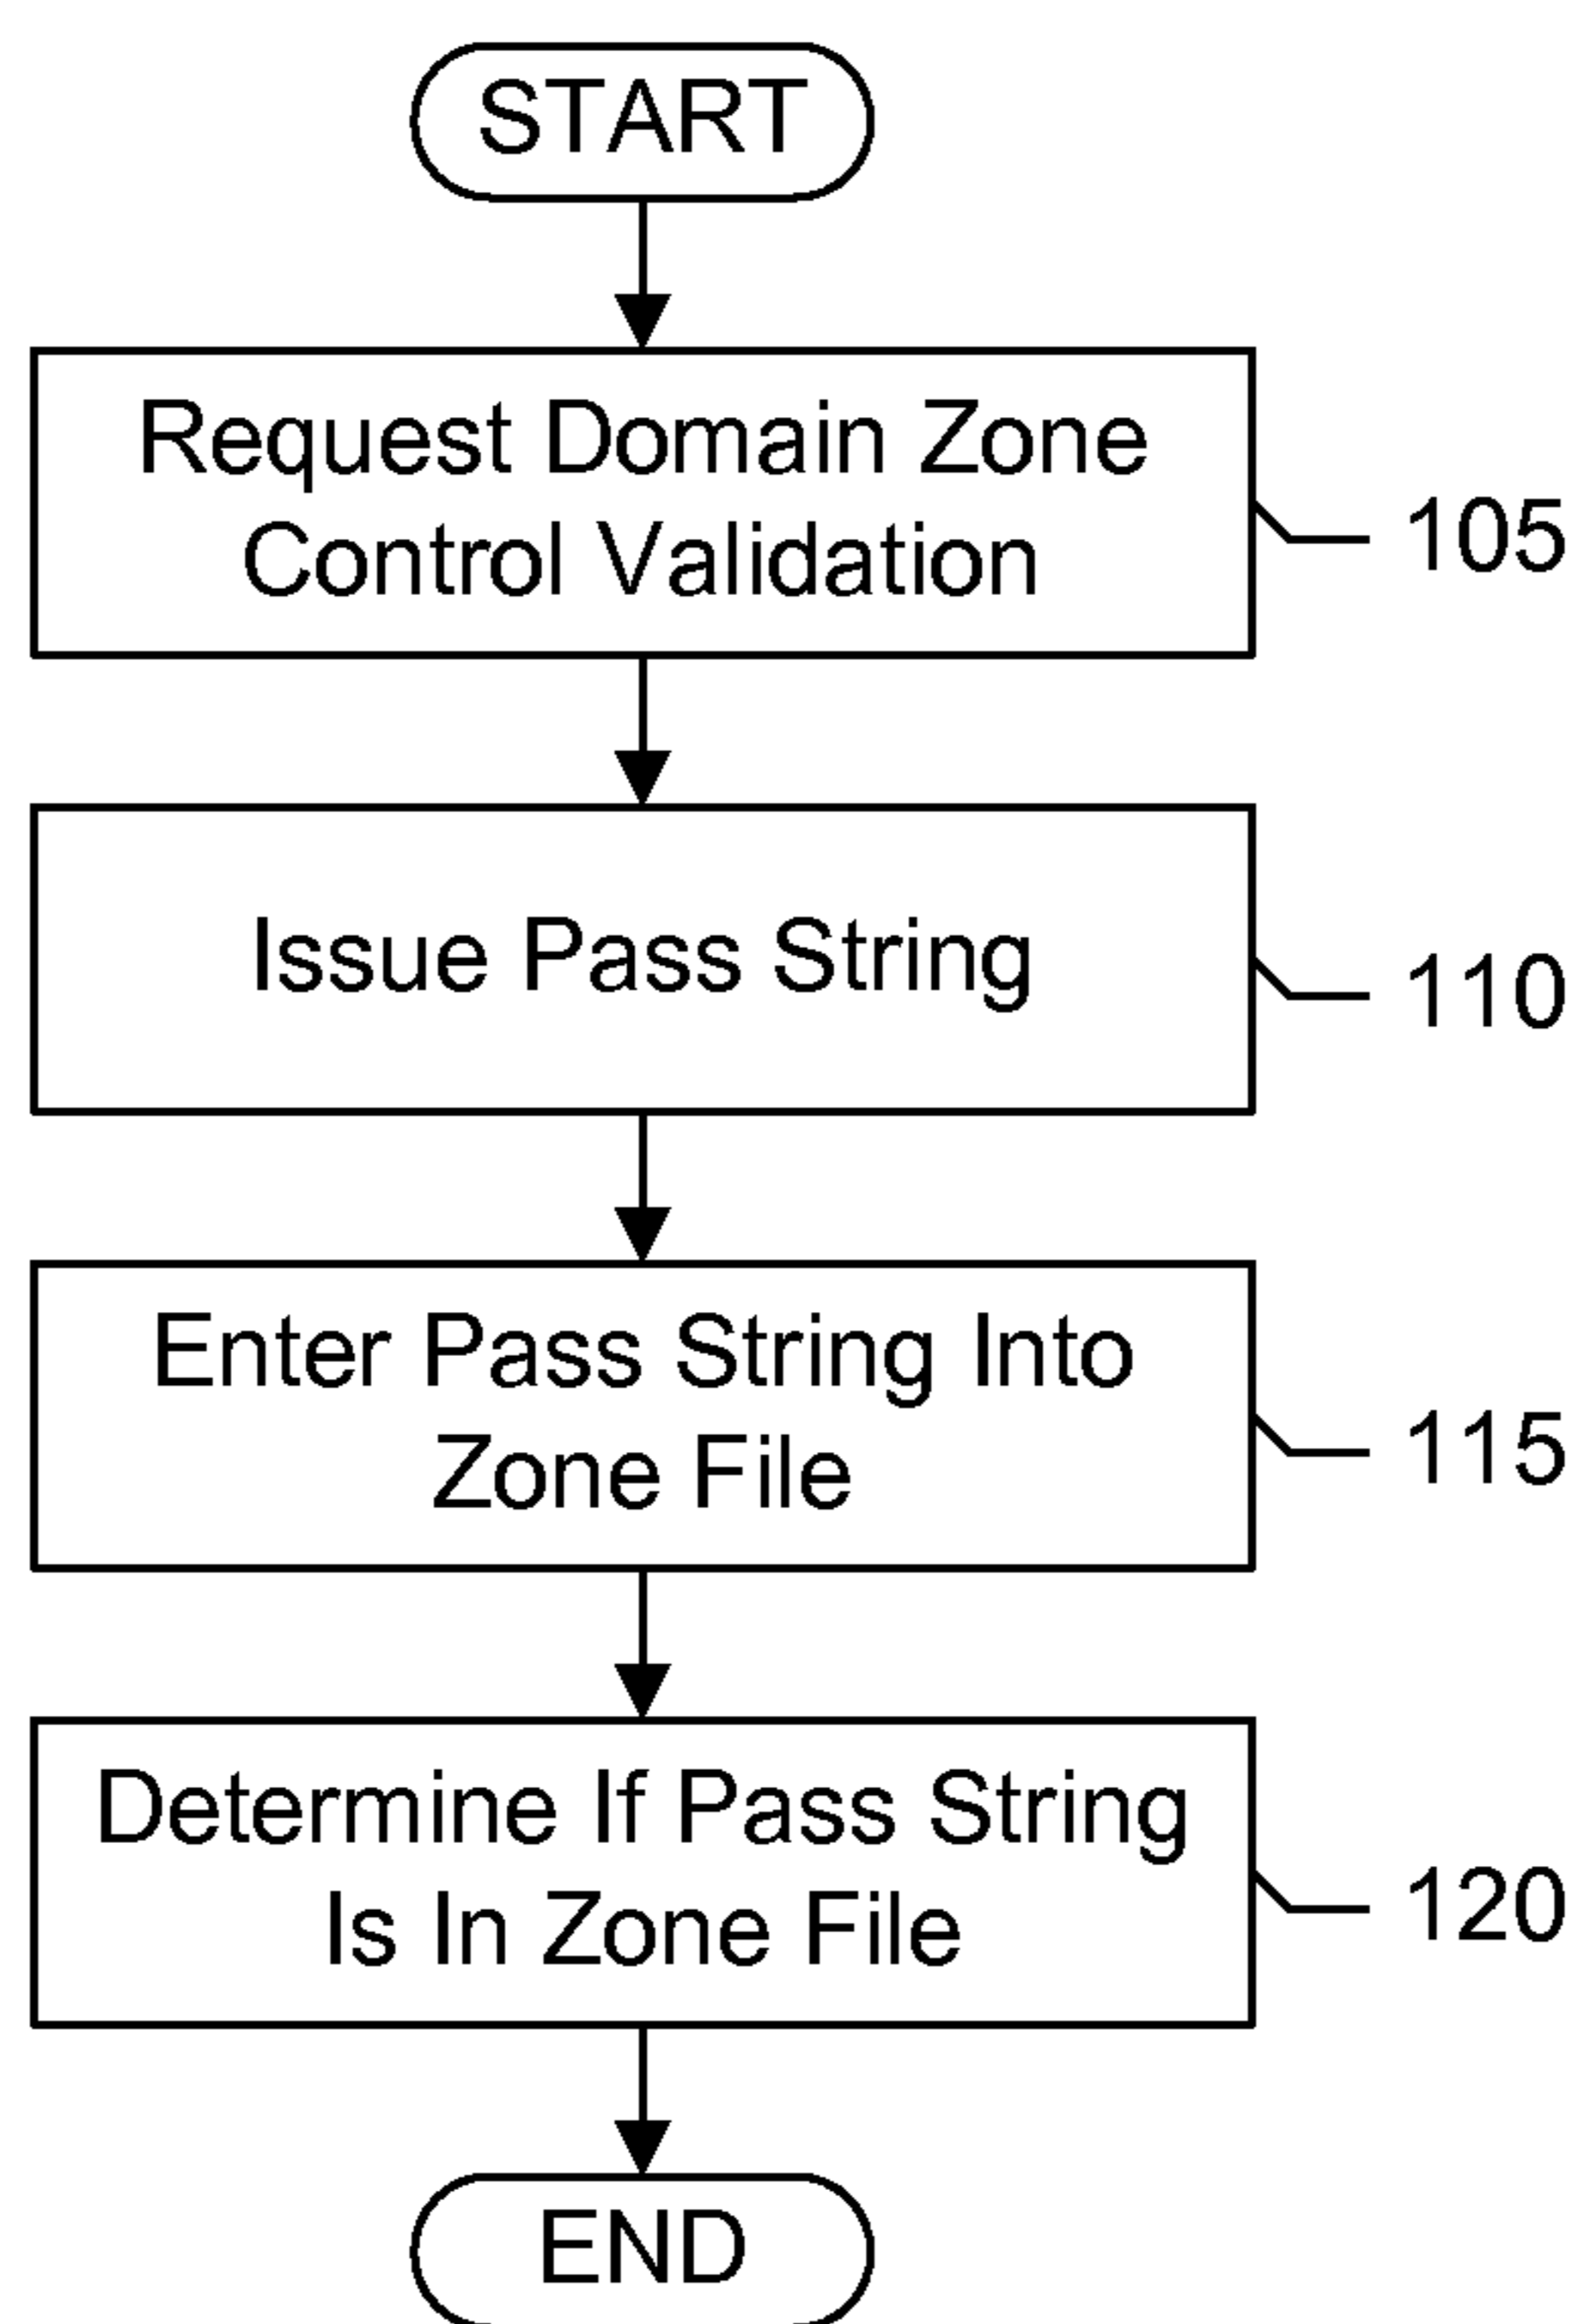 START
Request Domain Zone
Control Validation
105
Issue Pass String
110
Enter Pass String Into
Zone File
115
Determine If Pass String
Is In Zone File
120
END